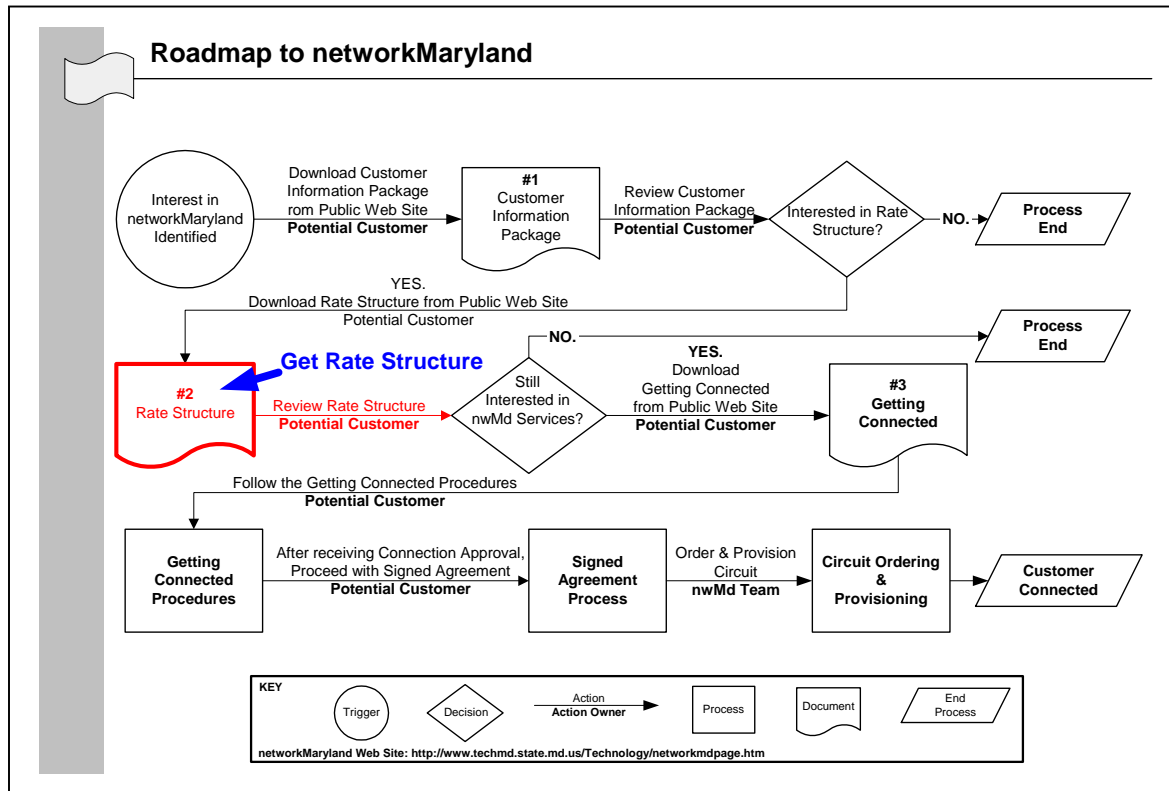 Roadmap to networkMaryland
Interest in
networkMaryland
Identified
Download Customer
Information Package
rom Public Web Site
Potential Customer
#1
Customer
Information
Package
Review Customer
Information Package
Potential Customer
Interested in Rate
Structure?
NO.
Process
End
YES.
Download Rate Structure from Public Web Site
Potential Customer
#2
Rate Structure
Get Rate Structure
Review Rate Structure
Potential Customer
Still
Interested in
nwMd Services?
NO.
Process
End
YES.
Download
Getting Connected
from Public Web Site
Potential Customer
#3
Getting
Connected
Follow the Getting Connected Procedures
Potential Customer
Getting
Connected
Procedures
After receiving Connection Approval,
Proceed with Signed Agreement
Potential Customer
Signed
Agreement
Process
Order & Provision
Circuit
nwMd Team
Circuit Ordering
&
Provisioning
Customer
Connected
KEY
Trigger
Decision
Action
Action Owner
Process
Document
End
Process
networkMaryland Web Site: http://www.techmd.state.md.us/Technology/networkmdpage.htm